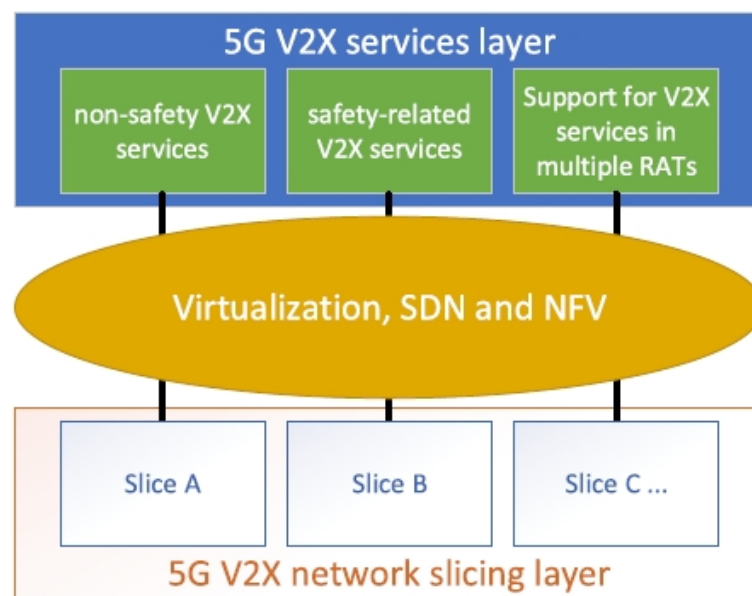 5G V2X services layer
non-safety V2X
services
safety-related
V2X services
Support for V2X
services in
multiple RATs
Virtualization, SDN and NFV
Slice A
Slice B
Slice C ...
5G V2X network slicing layer